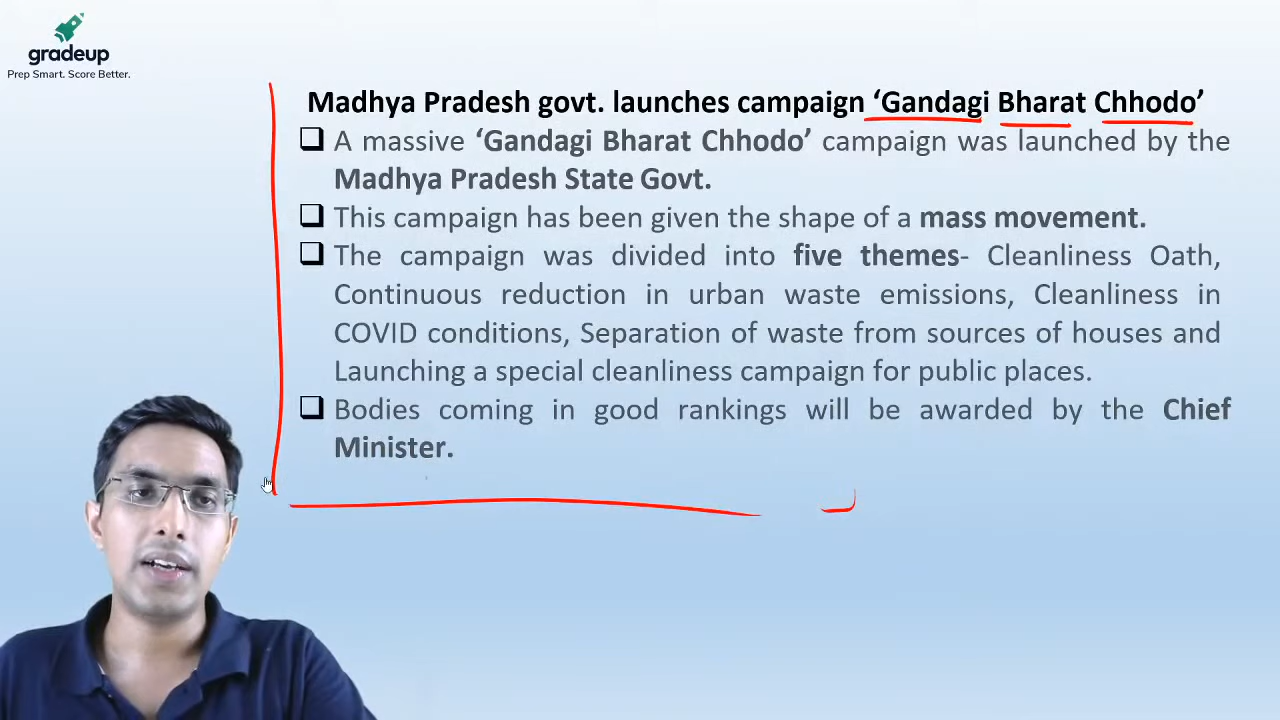 gradeup
Prep Smart. Score Better.
Madhya Pradesh govt. launches campaign ‘Gandagi Bharat Chhodo’
A massive ‘Gandagi Bharat Chhodo’ campaign was launched by the
Madhya Pradesh State Govt.
This campaign has been given the shape of a mass movement.
The campaign was divided into five themes- Cleanliness Oath,
Continuous reduction in urban waste emissions, Cleanliness in
COVID conditions, Separation of waste from sources of houses and
Launching a special cleanliness campaign for public places.
Bodies coming in good rankings will be awarded by the Chief
Minister.